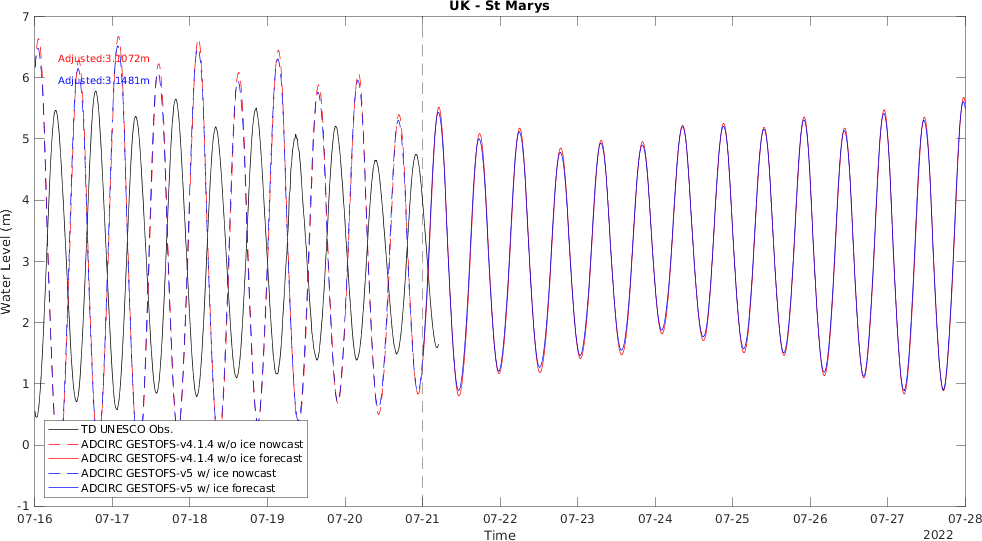 UK - St Marys
7
6
5
4
3
2
1
0
-1
Water Level (m)
Adjusted:3.1072m
Adjusted:3.1481m
TD UNESCO Obs.
ADCIRC GESTOFS-v4.1.4 w/o ice nowcast
ADCIRC GESTOFS-v4.1.4 w/o ice forecast
ADCIRC GESTOFS-v5 w/ ice nowcast
ADCIRC GESTOFS-v5 w/ ice forecast
07-16 07-17 07-18 07-19 07-20 07-21 07-22 07-23 07-24 07-25 07-26 07-27 07-28
Time
2022